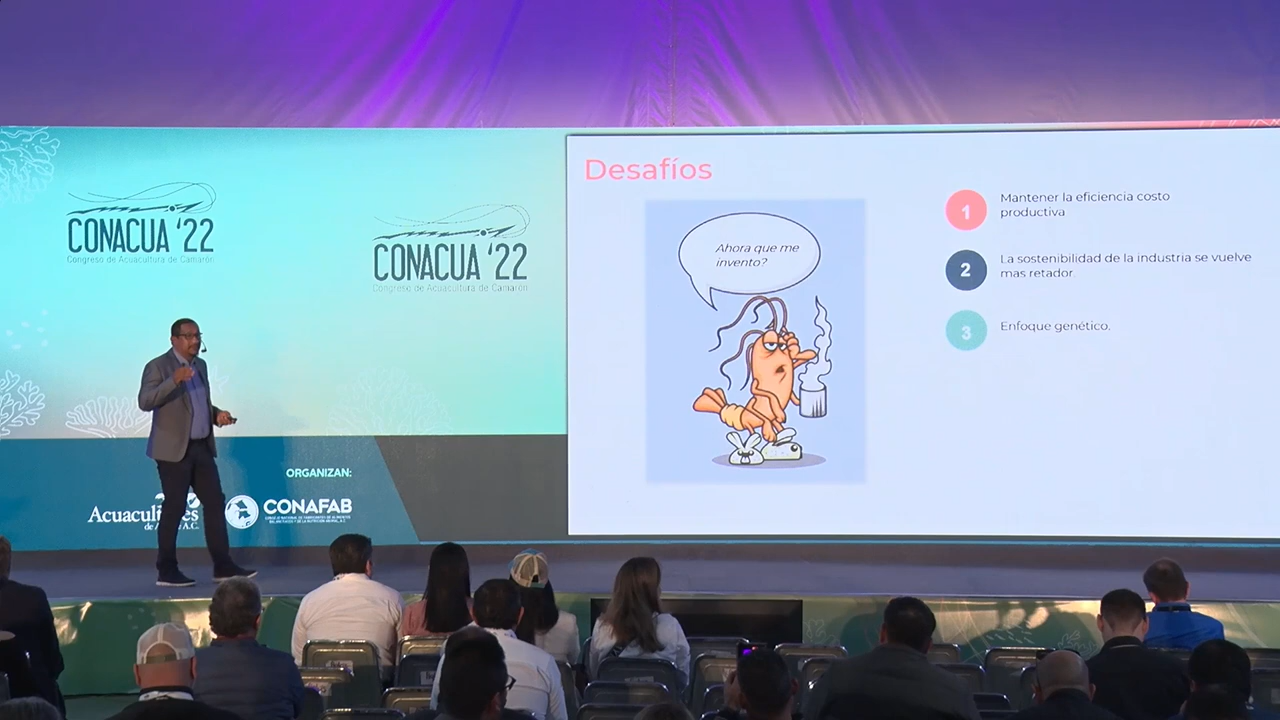 CONACUA '22
Congreso de Acuacultura de Camarón
CONACUA '22
Congreso de Acuacultura de Camarón
ORGANIZAN:
CONAFAB
Desafíos
Ahora que me
invento?
1
Mantener la eficiencia costo
productiva
2
La sostenibilidad de la industria se vuelve
mas retador.
3
Enfoque genético.